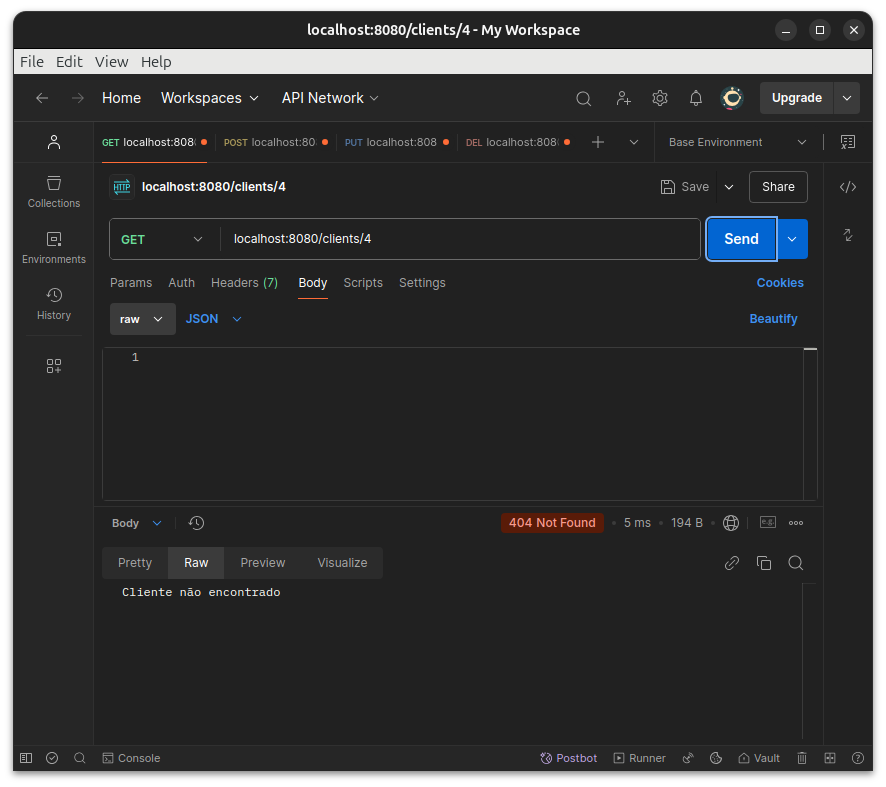 localhost:8080/clients/4 - My Workspace
File Edit View Help
Home Workspaces API Network Upgrade
GET localhost:808 POST localhost:80 PUT localhost:808 DEL localhost:808 Base Environment
HTTP localhost:8080/clients/4 Save Share
Collections
Environments
History
GET localhost:8080/clients/4 Send
Params Auth Headers (7) Body Scripts Settings Cookies
raw JSON Beautify
1
Body 404 Not Found • 5 ms • 194 B • e.g.
Pretty Raw Preview Visualize
Cliente não encontrado
Console Postbot Runner Vault